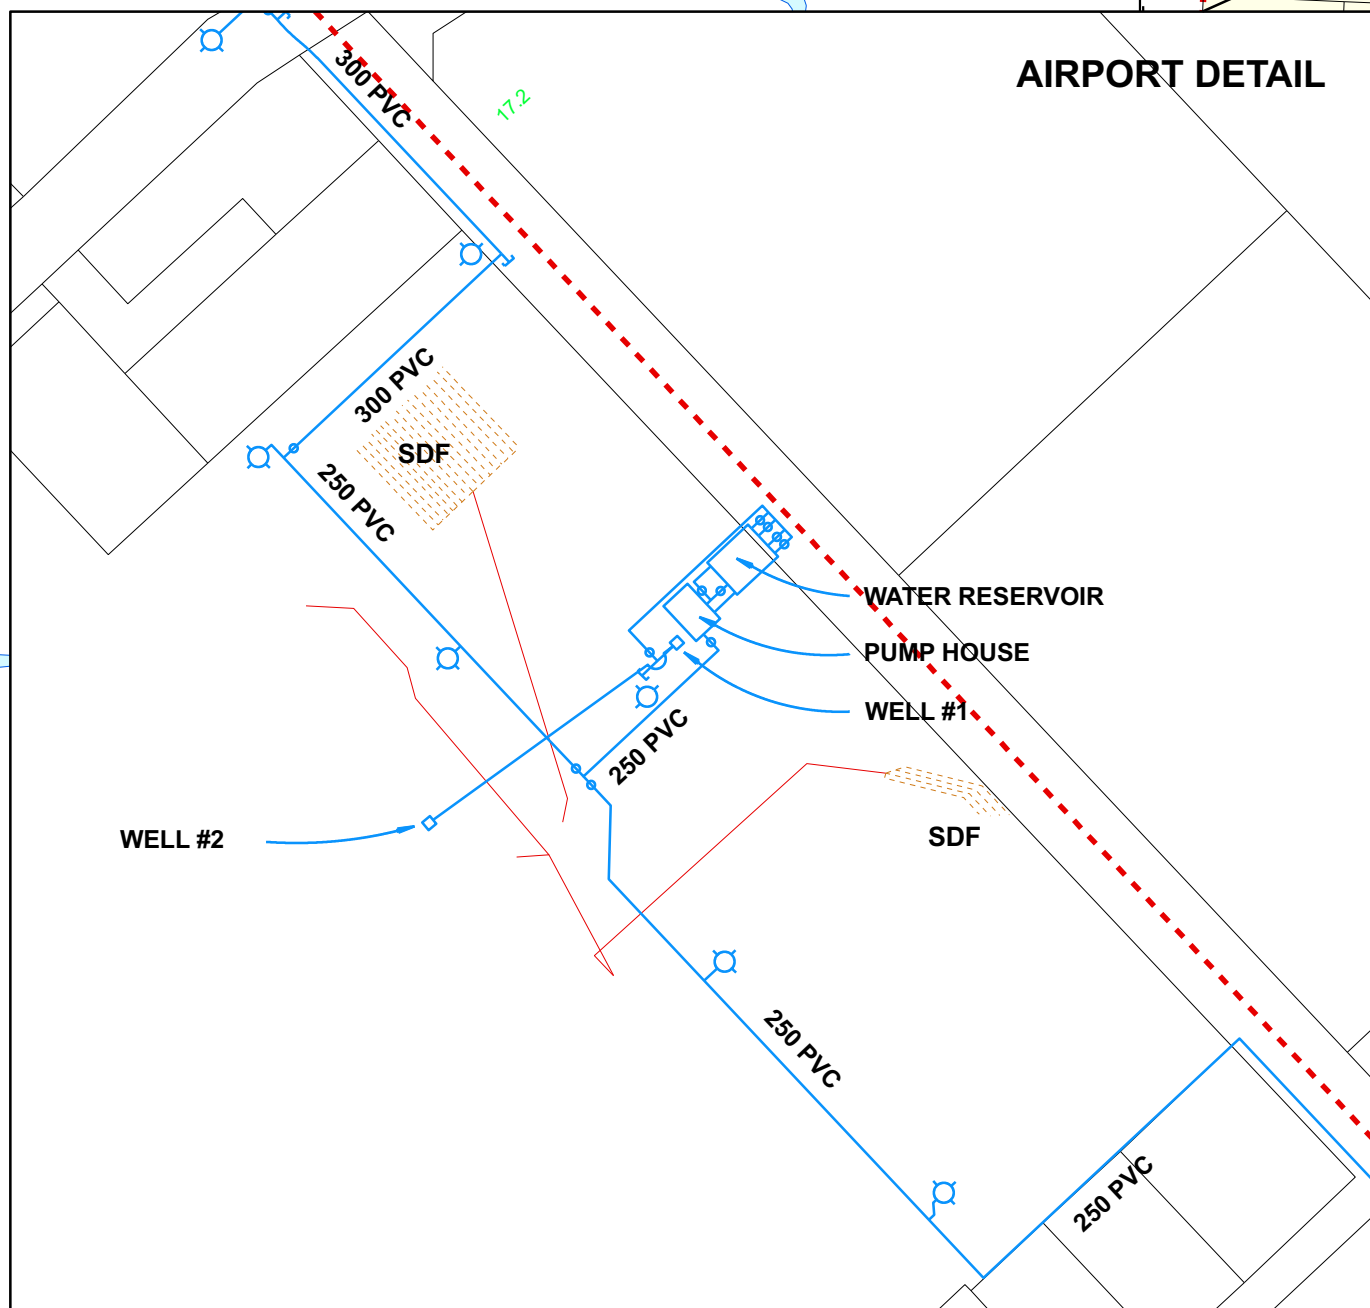 AIRPORT DETAIL
300 PVC
17.2
300 PVC
SDF
250 PVC
WATER RESERVOIR
PUMP HOUSE
WELL #1
250 PVC
WELL #2
SDF
250 PVC
250 PVC